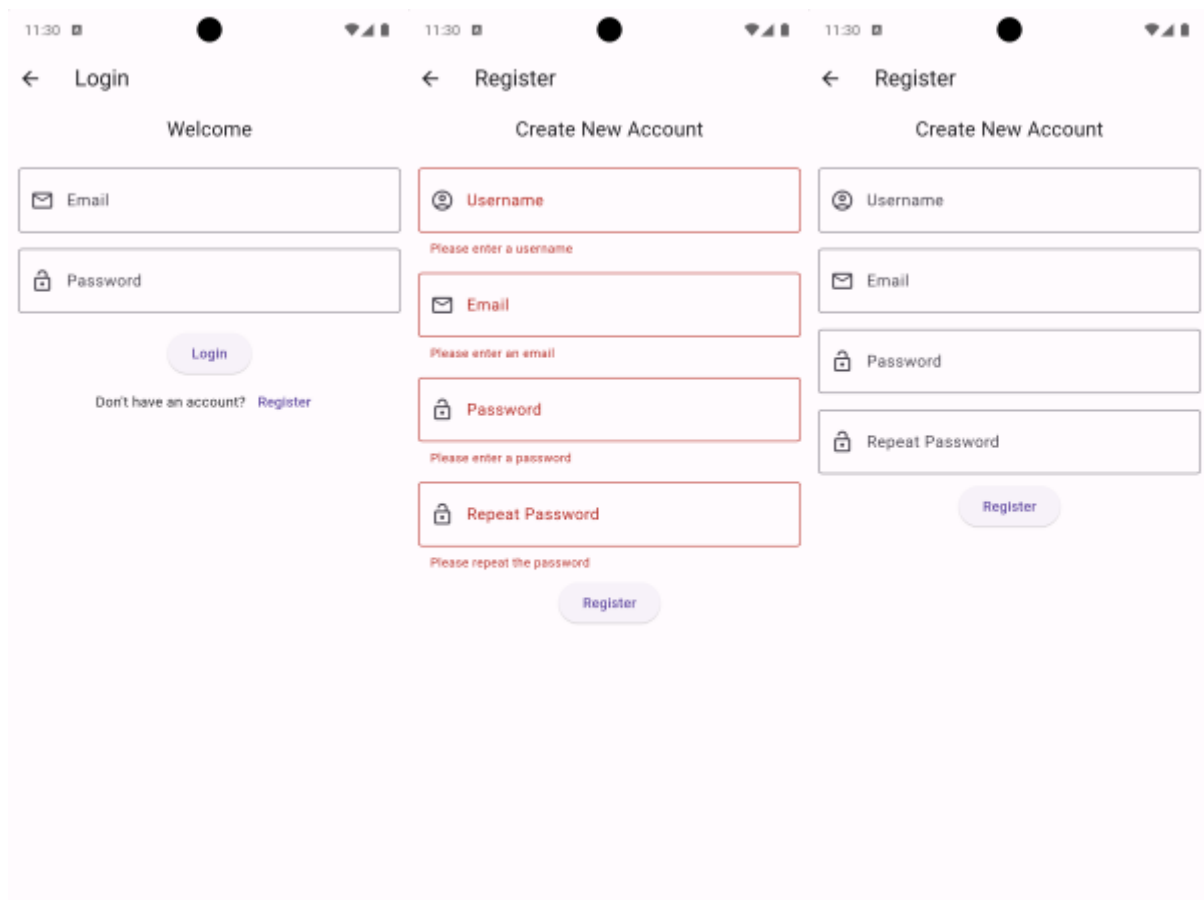 11:30
Login
Welcome
Email
Password
Login
Don't have an account? Register
11:30
Register
Create New Account
Username
Please enter a username
Email
Please enter an email
Password
Please enter a password
Repeat Password
Please repeat the password
Register
11:30
Register
Create New Account
Username
Email
Password
Repeat Password
Register